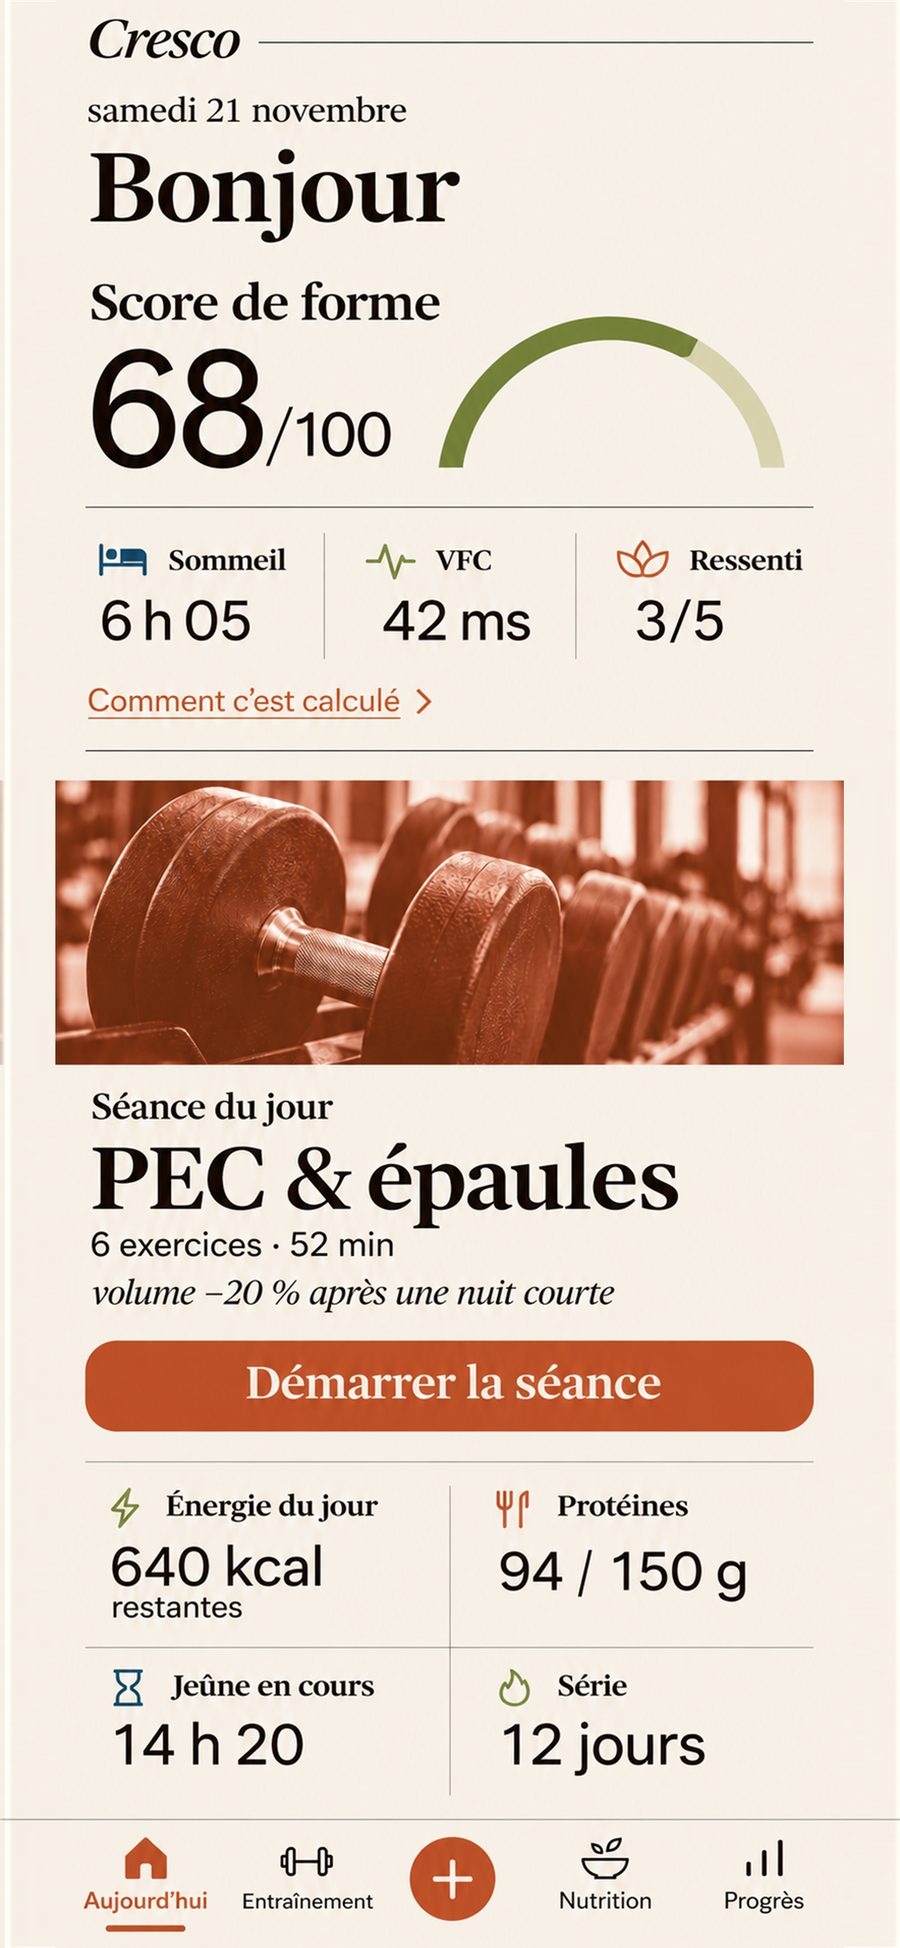 Cresco
samedi 21 novembre
Bonjour
Score de forme
68/100
Sommeil
6 h 05
VFC
42 ms
Ressenti
3/5
Comment c’est calculé
Séance du jour
PEC & épaules
6 exercices · 52 min
volume −20 % après une nuit courte
Démarrer la séance
Énergie du jour
640 kcal
restantes
Protéines
94 / 150 g
Jeûne en cours
14 h 20
Série
12 jours
Aujourd’hui
Entraînement
Nutrition
Progrès